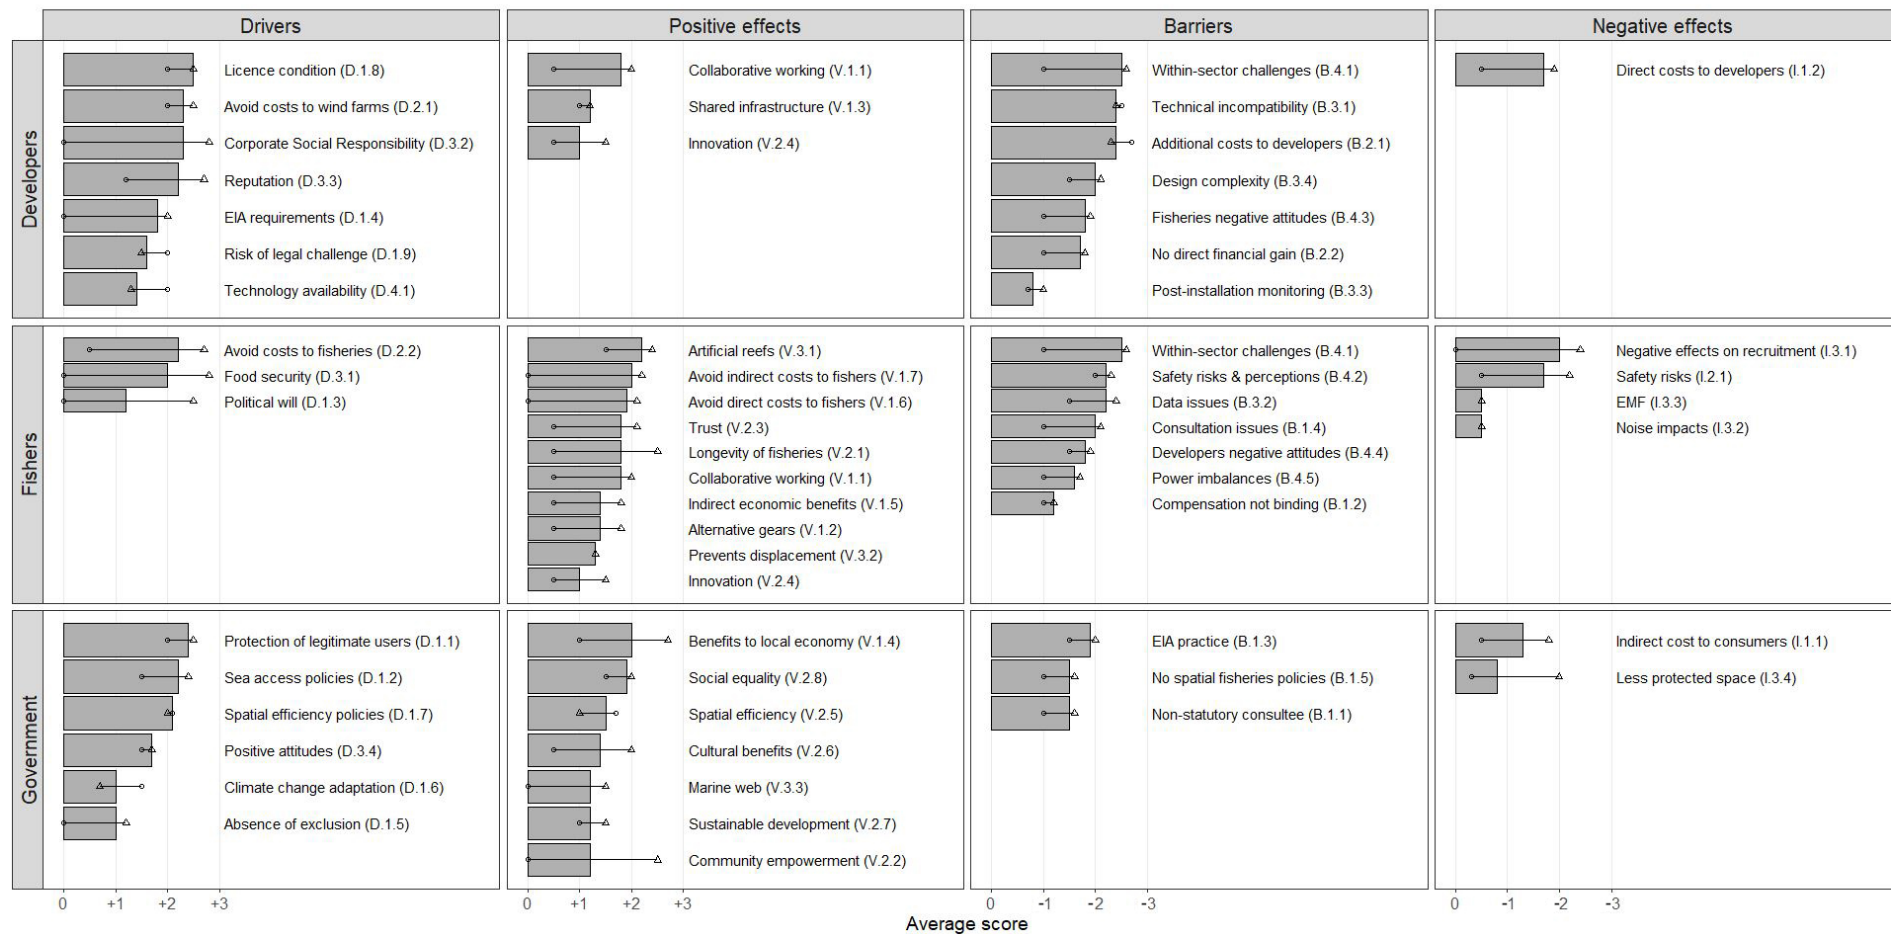 Drivers
Positive effects
Barriers
Negative effects
Developers
Licence condition (D.1.8)
Avoid costs to wind farms (D.2.1)
Corporate Social Responsibility (D.3.2)
Reputation (D.3.3)
EIA requirements (D.1.4)
Risk of legal challenge (D.1.9)
Technology availability (D.4.1)
Collaborative working (V.1.1)
Shared infrastructure (V.1.3)
Innovation (V.2.4)
Within-sector challenges (B.4.1)
Technical incompatibility (B.3.1)
Additional costs to developers (B.2.1)
Design complexity (B.3.4)
Fisheries negative attitudes (B.4.3)
No direct financial gain (B.2.2)
Post-installation monitoring (B.3.3)
Direct costs to developers (I.1.2)
Fishers
Avoid costs to fisheries (D.2.2)
Food security (D.3.1)
Political will (D.1.3)
Artificial reefs (V.3.1)
Avoid indirect costs to fishers (V.1.7)
Avoid direct costs to fishers (V.1.6)
Trust (V.2.3)
Longevity of fisheries (V.2.1)
Collaborative working (V.1.1)
Indirect economic benefits (V.1.5)
Alternative gears (V.1.2)
Prevents displacement (V.3.2)
Innovation (V.2.4)
Within-sector challenges (B.4.1)
Safety risks & perceptions (B.4.2)
Data issues (B.3.2)
Consultation issues (B.1.4)
Developers negative attitudes (B.4.4)
Power imbalances (B.4.5)
Compensation not binding (B.1.2)
Negative effects on recruitment (I.3.1)
Safety risks (I.2.1)
EMF (I.3.3)
Noise impacts (I.3.2)
Government
Protection of legitimate users (D.1.1)
Sea access policies (D.1.2)
Spatial efficiency policies (D.1.7)
Positive attitudes (D.3.4)
Climate change adaptation (D.1.6)
Absence of exclusion (D.1.5)
Benefits to local economy (V.1.4)
Social equality (V.2.8)
Spatial efficiency (V.2.5)
Cultural benefits (V.2.6)
Marine web (V.3.3)
Sustainable development (V.2.7)
Community empowerment (V.2.2)
EIA practice (B.1.3)
No spatial fisheries policies (B.1.5)
Non-statutory consultee (B.1.1)
Indirect cost to consumers (I.1.1)
Less protected space (I.3.4)
0 +1 +2 +3
0 +1 +2 +3
0 -1 -2 -3
0 -1 -2 -3
Average score